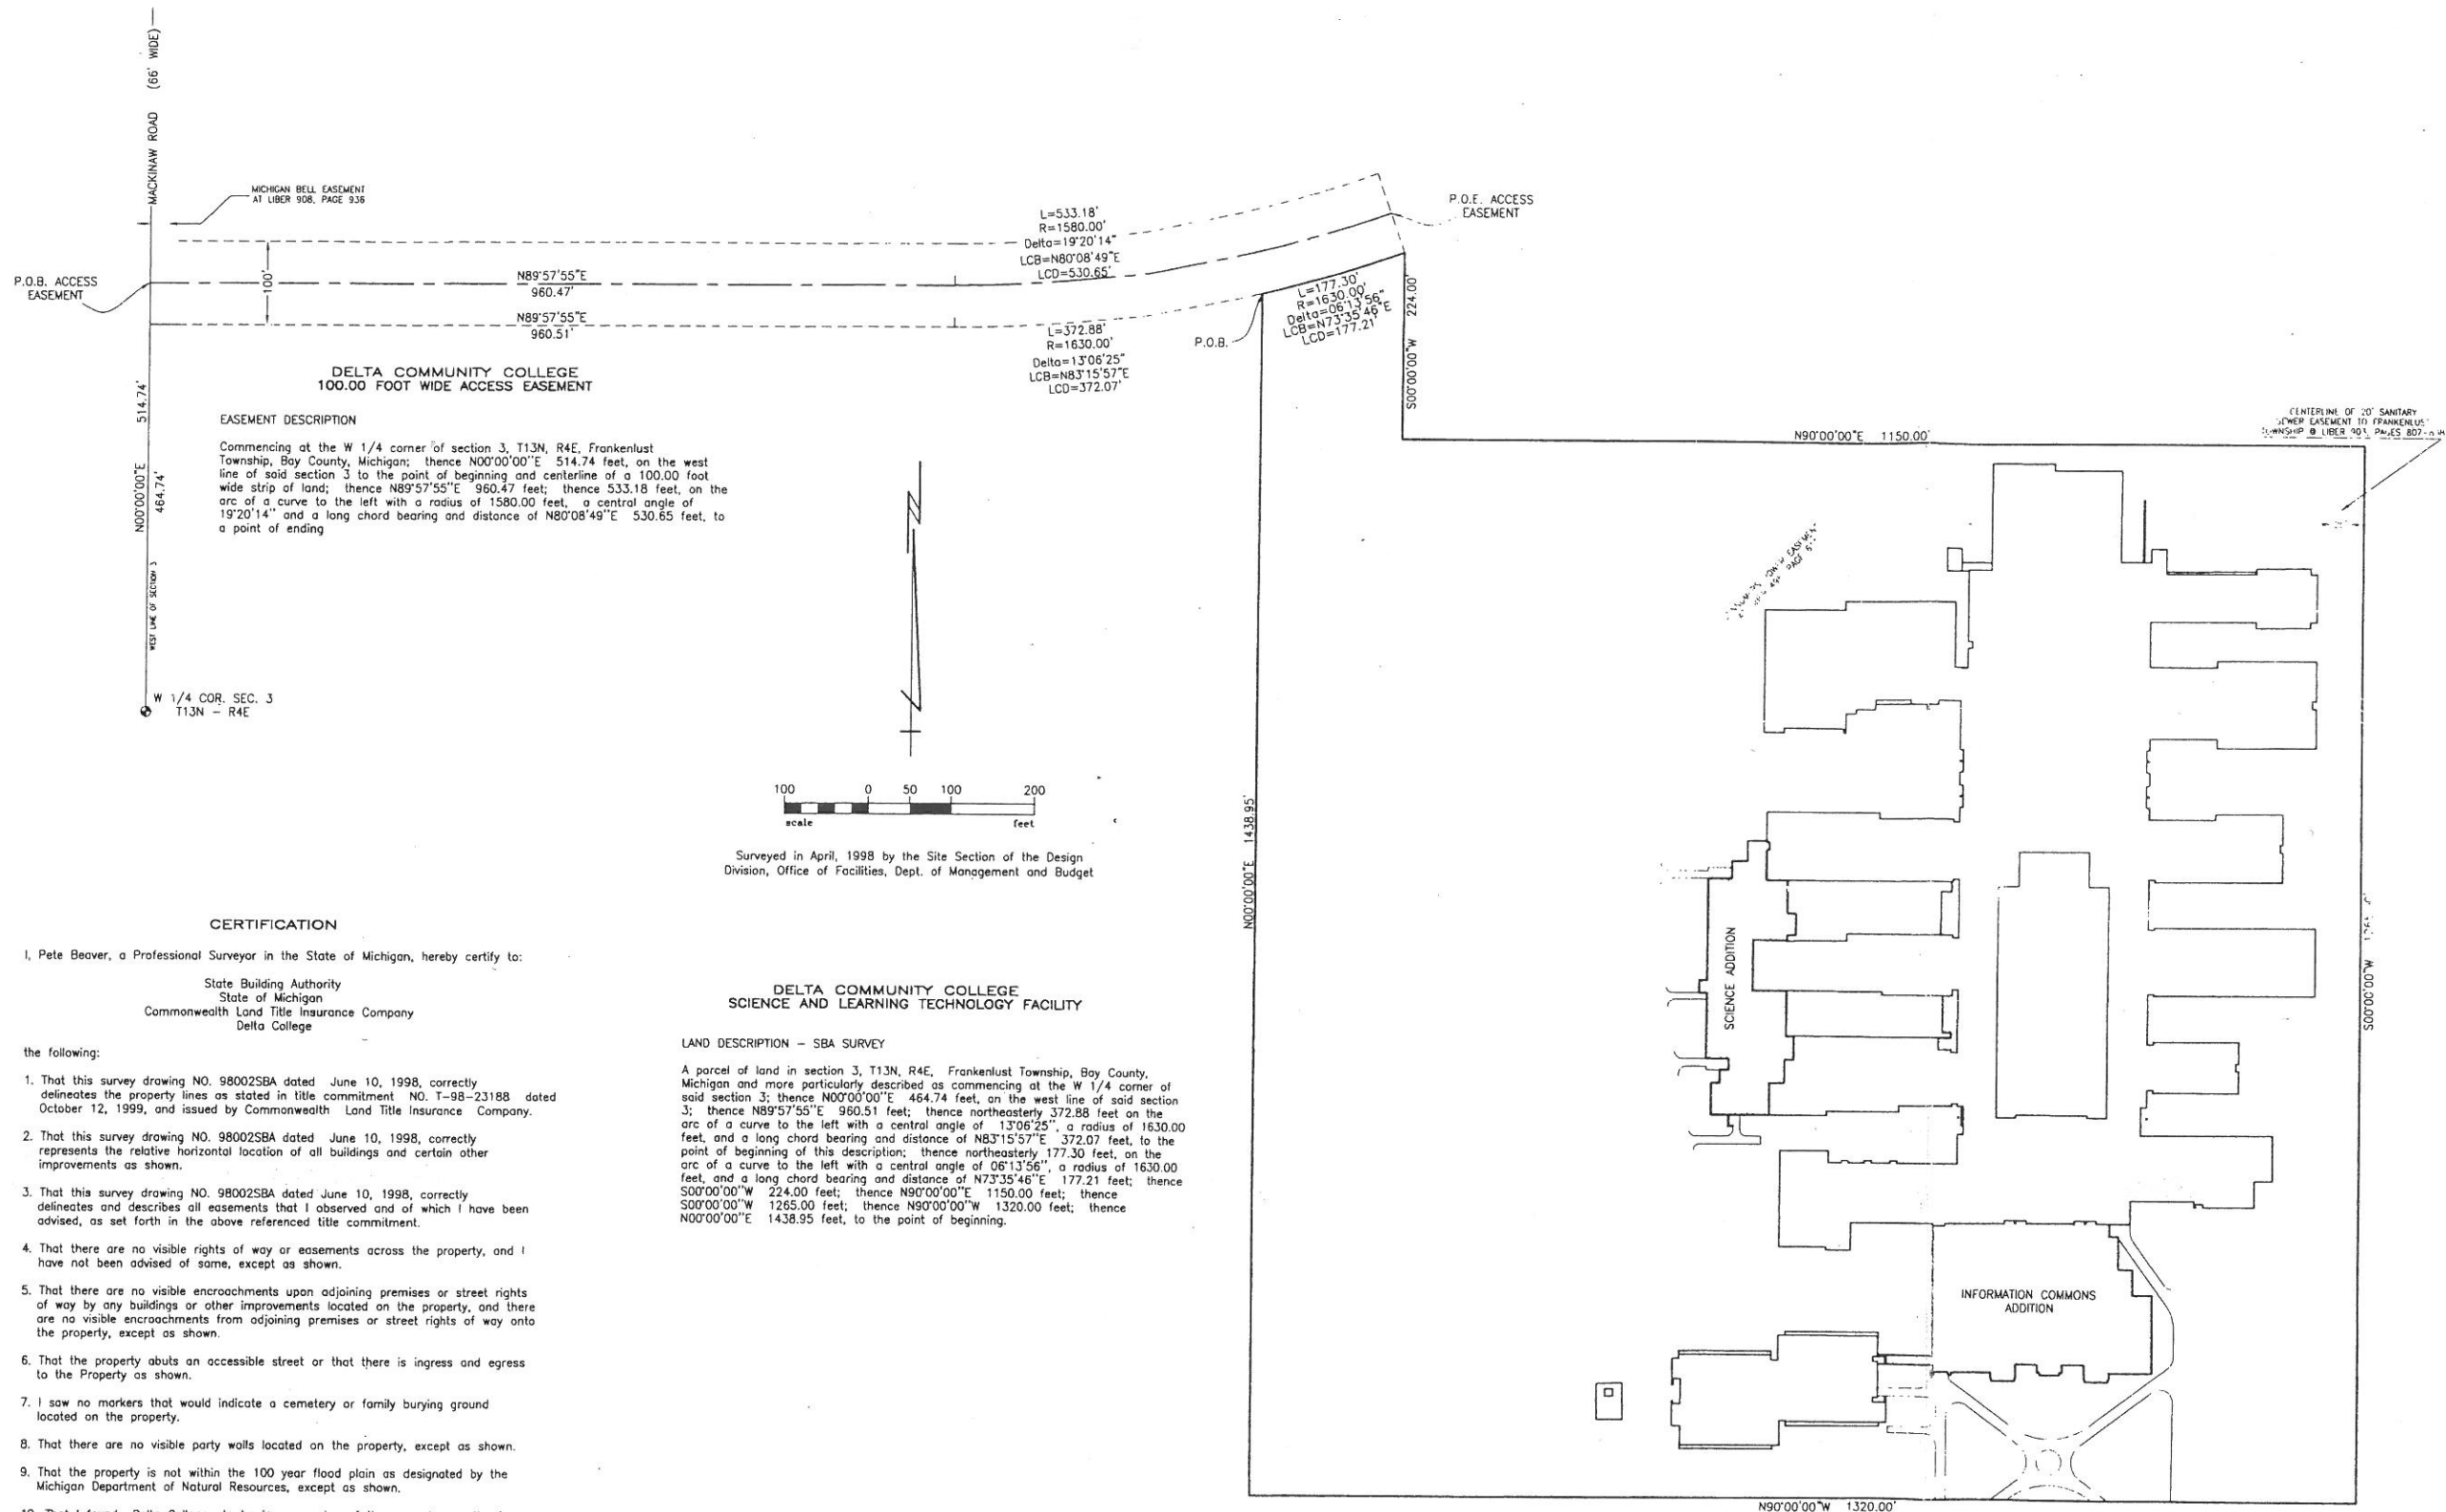 MACKINAW ROAD (66' WIDE)
MICHIGAN BELL EASEMENT
AT LIBER 908, PAGE 936
P.O.B. ACCESS
EASEMENT
100'
N89°57'55"E
960.47'
N89°57'55"E
960.51'
L=533.18'
R=1580.00'
Delta=19°20'14"
LCB=N80°08'49"E
LCD=530.65'
P.O.E. ACCESS
EASEMENT
L=372.88'
R=1630.00'
Delta=13°06'25"
LCB=N83°15'57"E
LCD=372.07'
P.O.B.
L=177.30'
R=1630.00'
Delta=06°13'56"
LCB=N73°35'46"E
LCD=177.21'
S00°00'00"W 224.00'
N90°00'00"E 1150.00'
CENTERLINE OF 20' SANITARY
SEWER EASEMENT TO FRANKENLUST
TOWNSHIP @ LIBER 903, PAGES 807-
514.74'
N00°00'00"E
464.74'
WEST LINE OF SECTION 3
W 1/4 COR. SEC. 3
T13N - R4E
DELTA COMMUNITY COLLEGE
100.00 FOOT WIDE ACCESS EASEMENT
EASEMENT DESCRIPTION
Commencing at the W 1/4 corner of section 3, T13N, R4E, Frankenlust
Township, Bay County, Michigan; thence N00°00'00"E 514.74 feet, on the west
line of said section 3 to the point of beginning and centerline of a 100.00 foot
wide strip of land; thence N89°57'55"E 960.47 feet; thence 533.18 feet, on the
arc of a curve to the left with a radius of 1580.00 feet, a central angle of
19°20'14" and a long chord bearing and distance of N80°08'49"E 530.65 feet, to
a point of ending
100 0 50 100 200
scale feet
Surveyed in April, 1998 by the Site Section of the Design
Division, Office of Facilities, Dept. of Management and Budget
CERTIFICATION
I, Pete Beaver, a Professional Surveyor in the State of Michigan, hereby certify to:
State Building Authority
State of Michigan
Commonwealth Land Title Insurance Company
Delta College
the following:
1. That this survey drawing NO. 98002SBA dated June 10, 1998, correctly
delineates the property lines as stated in title commitment NO. T-98-23188 dated
October 12, 1999, and issued by Commonwealth Land Title Insurance Company.
2. That this survey drawing NO. 98002SBA dated June 10, 1998, correctly
represents the relative horizontal location of all buildings and certain other
improvements as shown.
3. That this survey drawing NO. 98002SBA dated June 10, 1998, correctly
delineates and describes all easements that I observed and of which I have been
advised, as set forth in the above referenced title commitment.
4. That there are no visible rights of way or easements across the property, and I
have not been advised of same, except as shown.
5. That there are no visible encroachments upon adjoining premises or street rights
of way by any buildings or other improvements located on the property, and there
are no visible encroachments from adjoining premises or street rights of way onto
the property, except as shown.
6. That the property abuts an accessible street or that there is ingress and egress
to the Property as shown.
7. I saw no markers that would indicate a cemetery or family burying ground
located on the property.
8. That there are no visible party walls located on the property, except as shown.
9. That the property is not within the 100 year flood plain as designated by the
Michigan Department of Natural Resources, except as shown.
DELTA COMMUNITY COLLEGE
SCIENCE AND LEARNING TECHNOLOGY FACILITY
LAND DESCRIPTION - SBA SURVEY
A parcel of land in section 3, T13N, R4E, Frankenlust Township, Bay County,
Michigan and more particularly described as commencing at the W 1/4 corner of
said section 3; thence N00°00'00"E 464.74 feet, on the west line of said section
3; thence N89°57'55"E 960.51 feet; thence northeasterly 372.88 feet on the
arc of a curve to the left with a central angle of 13°06'25", a radius of 1630.00
feet, and a long chord bearing and distance of N83°15'57"E 372.07 feet, to the
point of beginning of this description; thence northeasterly 177.30 feet, on the
arc of a curve to the left with a central angle of 06°13'56", a radius of 1630.00
feet, and a long chord bearing and distance of N73°35'46"E 177.21 feet; thence
S00°00'00"W 224.00 feet; thence N90°00'00"E 1150.00 feet; thence
S00°00'00"W 1265.00 feet; thence N90°00'00"W 1320.00 feet; thence
N00°00'00"E 1438.95 feet, to the point of beginning.
N00°00'00"E 1438.95'
EASEMENT
PAGE
SCIENCE ADDITION
INFORMATION COMMONS
ADDITION
S00°00'00"W
N90°00'00"W 1320.00'